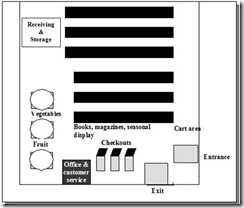 Receiving
&
Storage
Vegetables
Books, magazines, seasonal
display
Cart area
Fruit
Checkouts
Office &
customer
service
Entrance
Exit